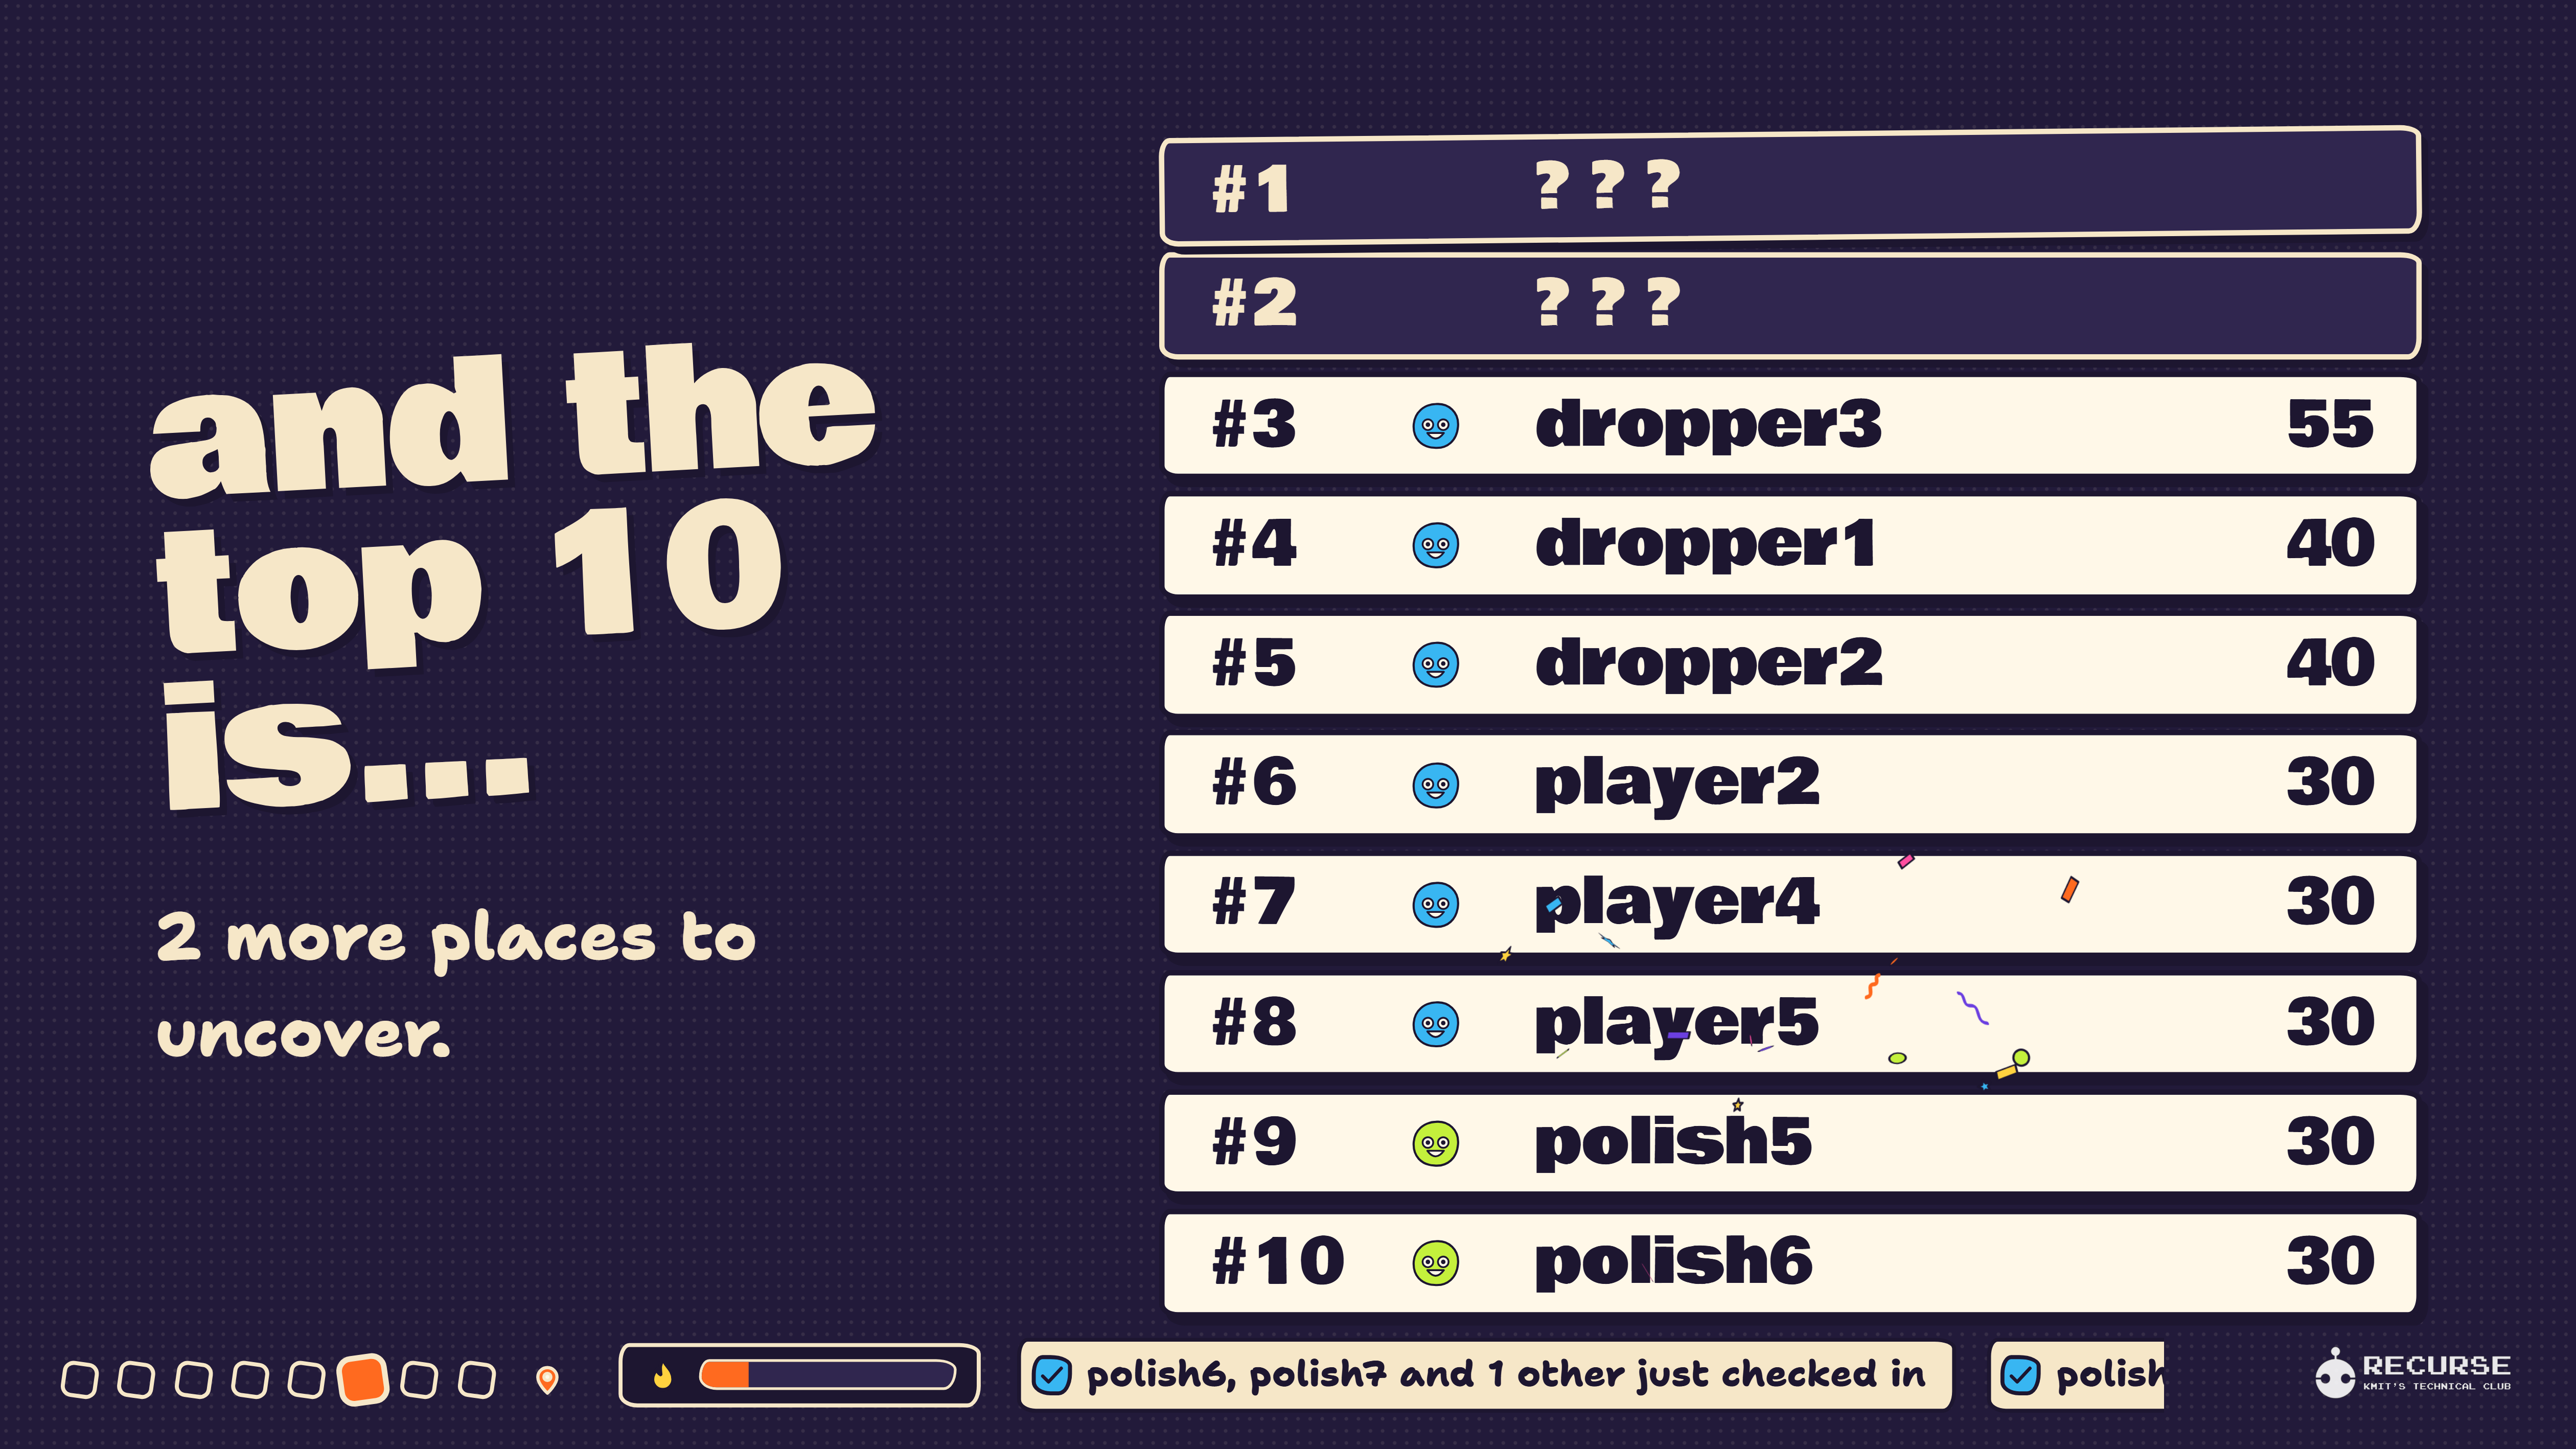 and the
top 10
is...
2 more places to
uncover.
#1 ? ? ?
#2 ? ? ?
#3 dropper3 55
#4 dropper1 40
#5 dropper2 40
#6 player2 30
#7 player4 30
#8 player5 30
#9 polish5 30
#10 polish6 30
polish6, polish7 and 1 other just checked in
polish
RECURSE
KMIT'S TECHNICAL CLUB